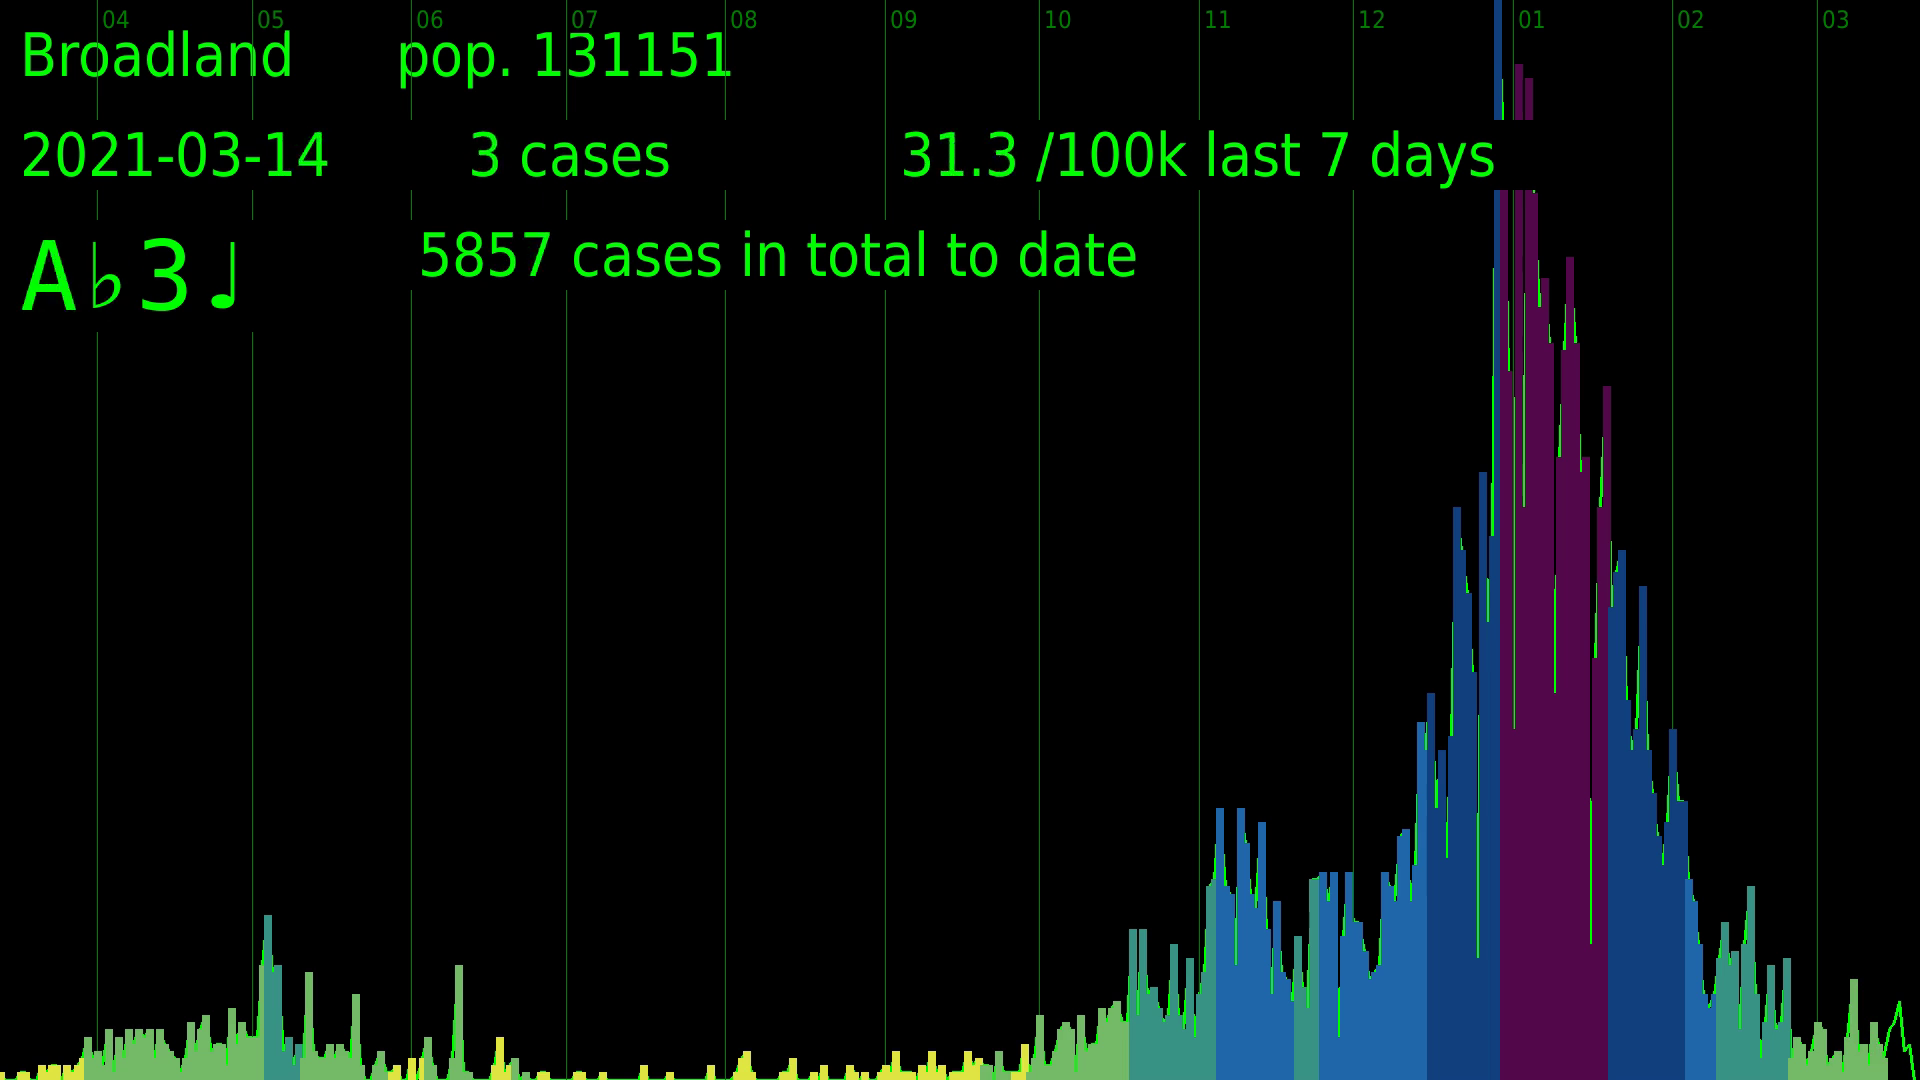 04 05 06 07 08 09 10 11 12 01 02 03
Broadland pop. 131151
2021-03-14 3 cases 31.3 /100k last 7 days
A♭3♩ 5857 cases in total to date